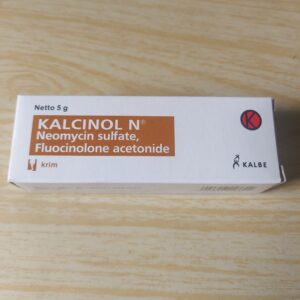 Netto 5 g
KALCINOL N®
Neomycin sulfate,
Fluocinolone acetonide
krim
K
KALBE